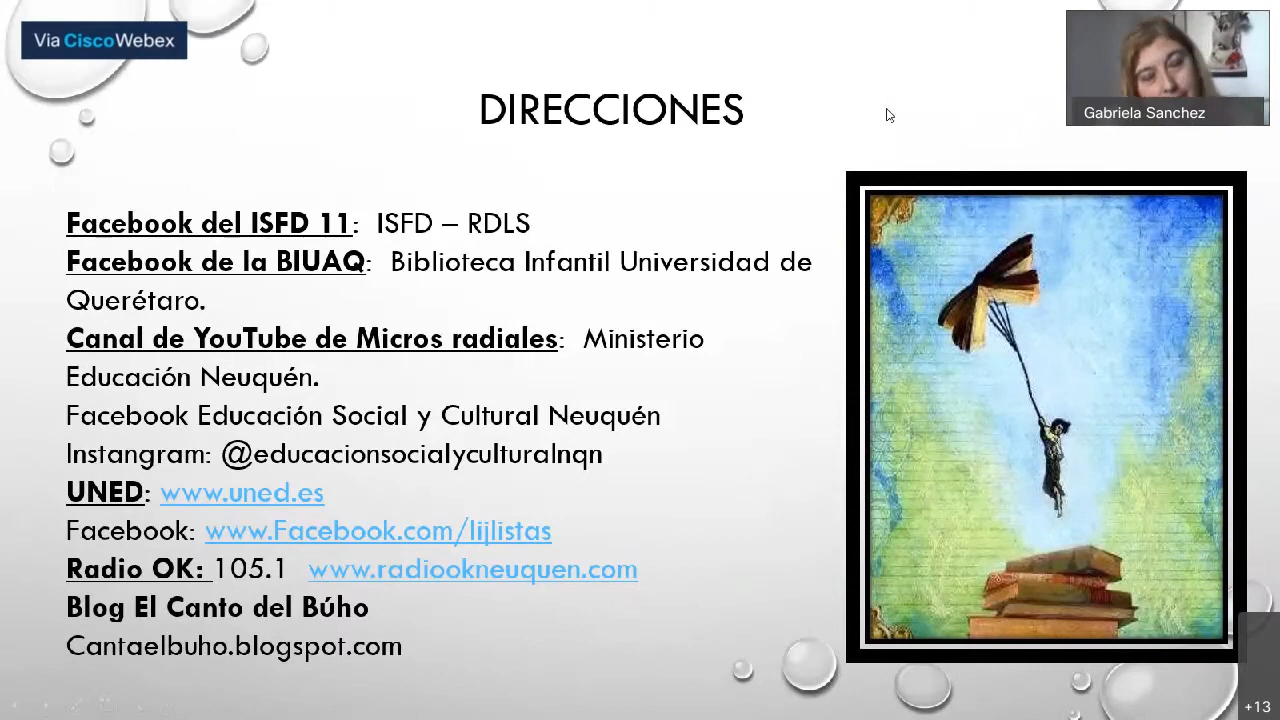 Via CiscoWebex
Gabriela Sanchez
DIRECCIONES
Facebook del ISFD 11: ISFD – RDLS
Facebook de la BIUAQ: Biblioteca Infantil Universidad de
Querétaro.
Canal de YouTube de Micros radiales: Ministerio
Educación Neuquén.
Facebook Educación Social y Cultural Neuquén
Instangram: @educacionsocialyculturalnqn
UNED: www.uned.es
Facebook: www.Facebook.com/lijlistas
Radio OK: 105.1 www.radiookneuquen.com
Blog El Canto del Búho
Cantaelbuho.blogspot.com
+13